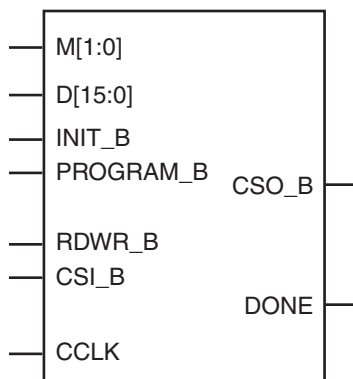 M[1:0]
D[15:0]
INIT_B
PROGRAM_B
CSO_B
RDWR_B
CSI_B
DONE
CCLK